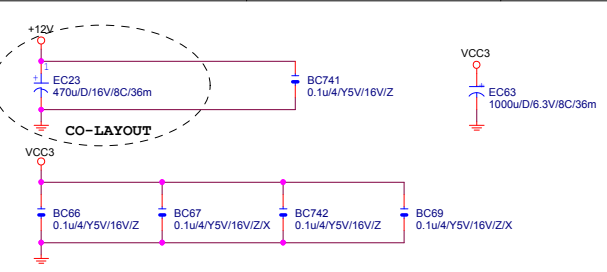 +12V
1
+
EC23
470u/D/16V/8C/36m
CO-LAYOUT
BC741
0.1u/4/Y5V/16V/Z
VCC3
+
EC63
1000u/D/6.3V/8C/36m
VCC3
BC66
0.1u/4/Y5V/16V/Z
BC67
0.1u/4/Y5V/16V/Z/X
BC742
0.1u/4/Y5V/16V/Z
BC69
0.1u/4/Y5V/16V/Z/X